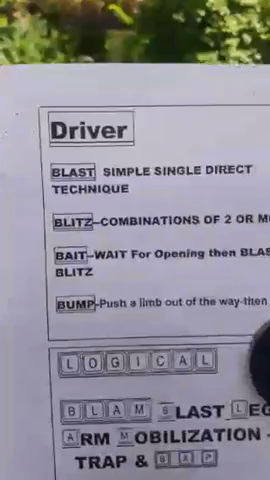 Driver
BLAST SIMPLE SINGLE DIRECT
TECHNIQUE
BLITZ-COMBINATIONS OF 2 OR
BAIT-WAIT For Opening then
BLITZ
BUMP-Push a limb out of the way-then
LOGICAL
BLAM BLAST
ARM MOBILIZATION
TRAP &